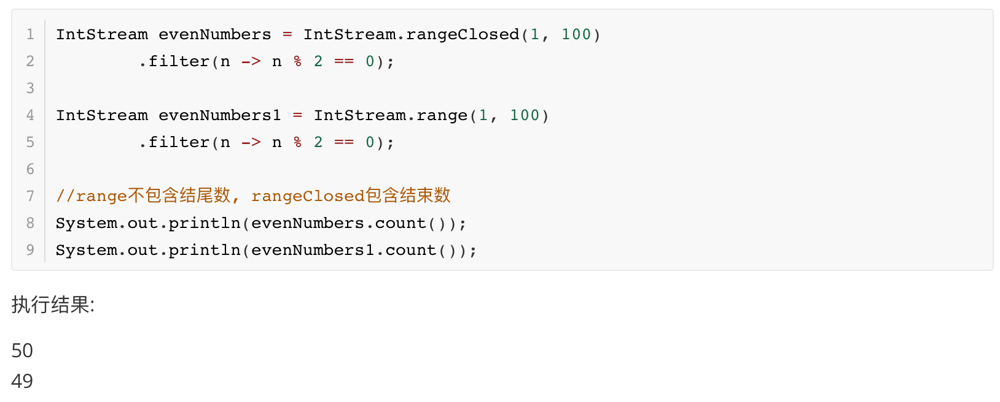 1 IntStream evenNumbers = IntStream.rangeClosed(1, 100)
2         .filter(n -> n % 2 == 0);
3
4 IntStream evenNumbers1 = IntStream.range(1, 100)
5         .filter(n -> n % 2 == 0);
6
7 //range不包含结尾数, rangeClosed包含结束数
8 System.out.println(evenNumbers.count());
9 System.out.println(evenNumbers1.count());
执行结果:
50
49